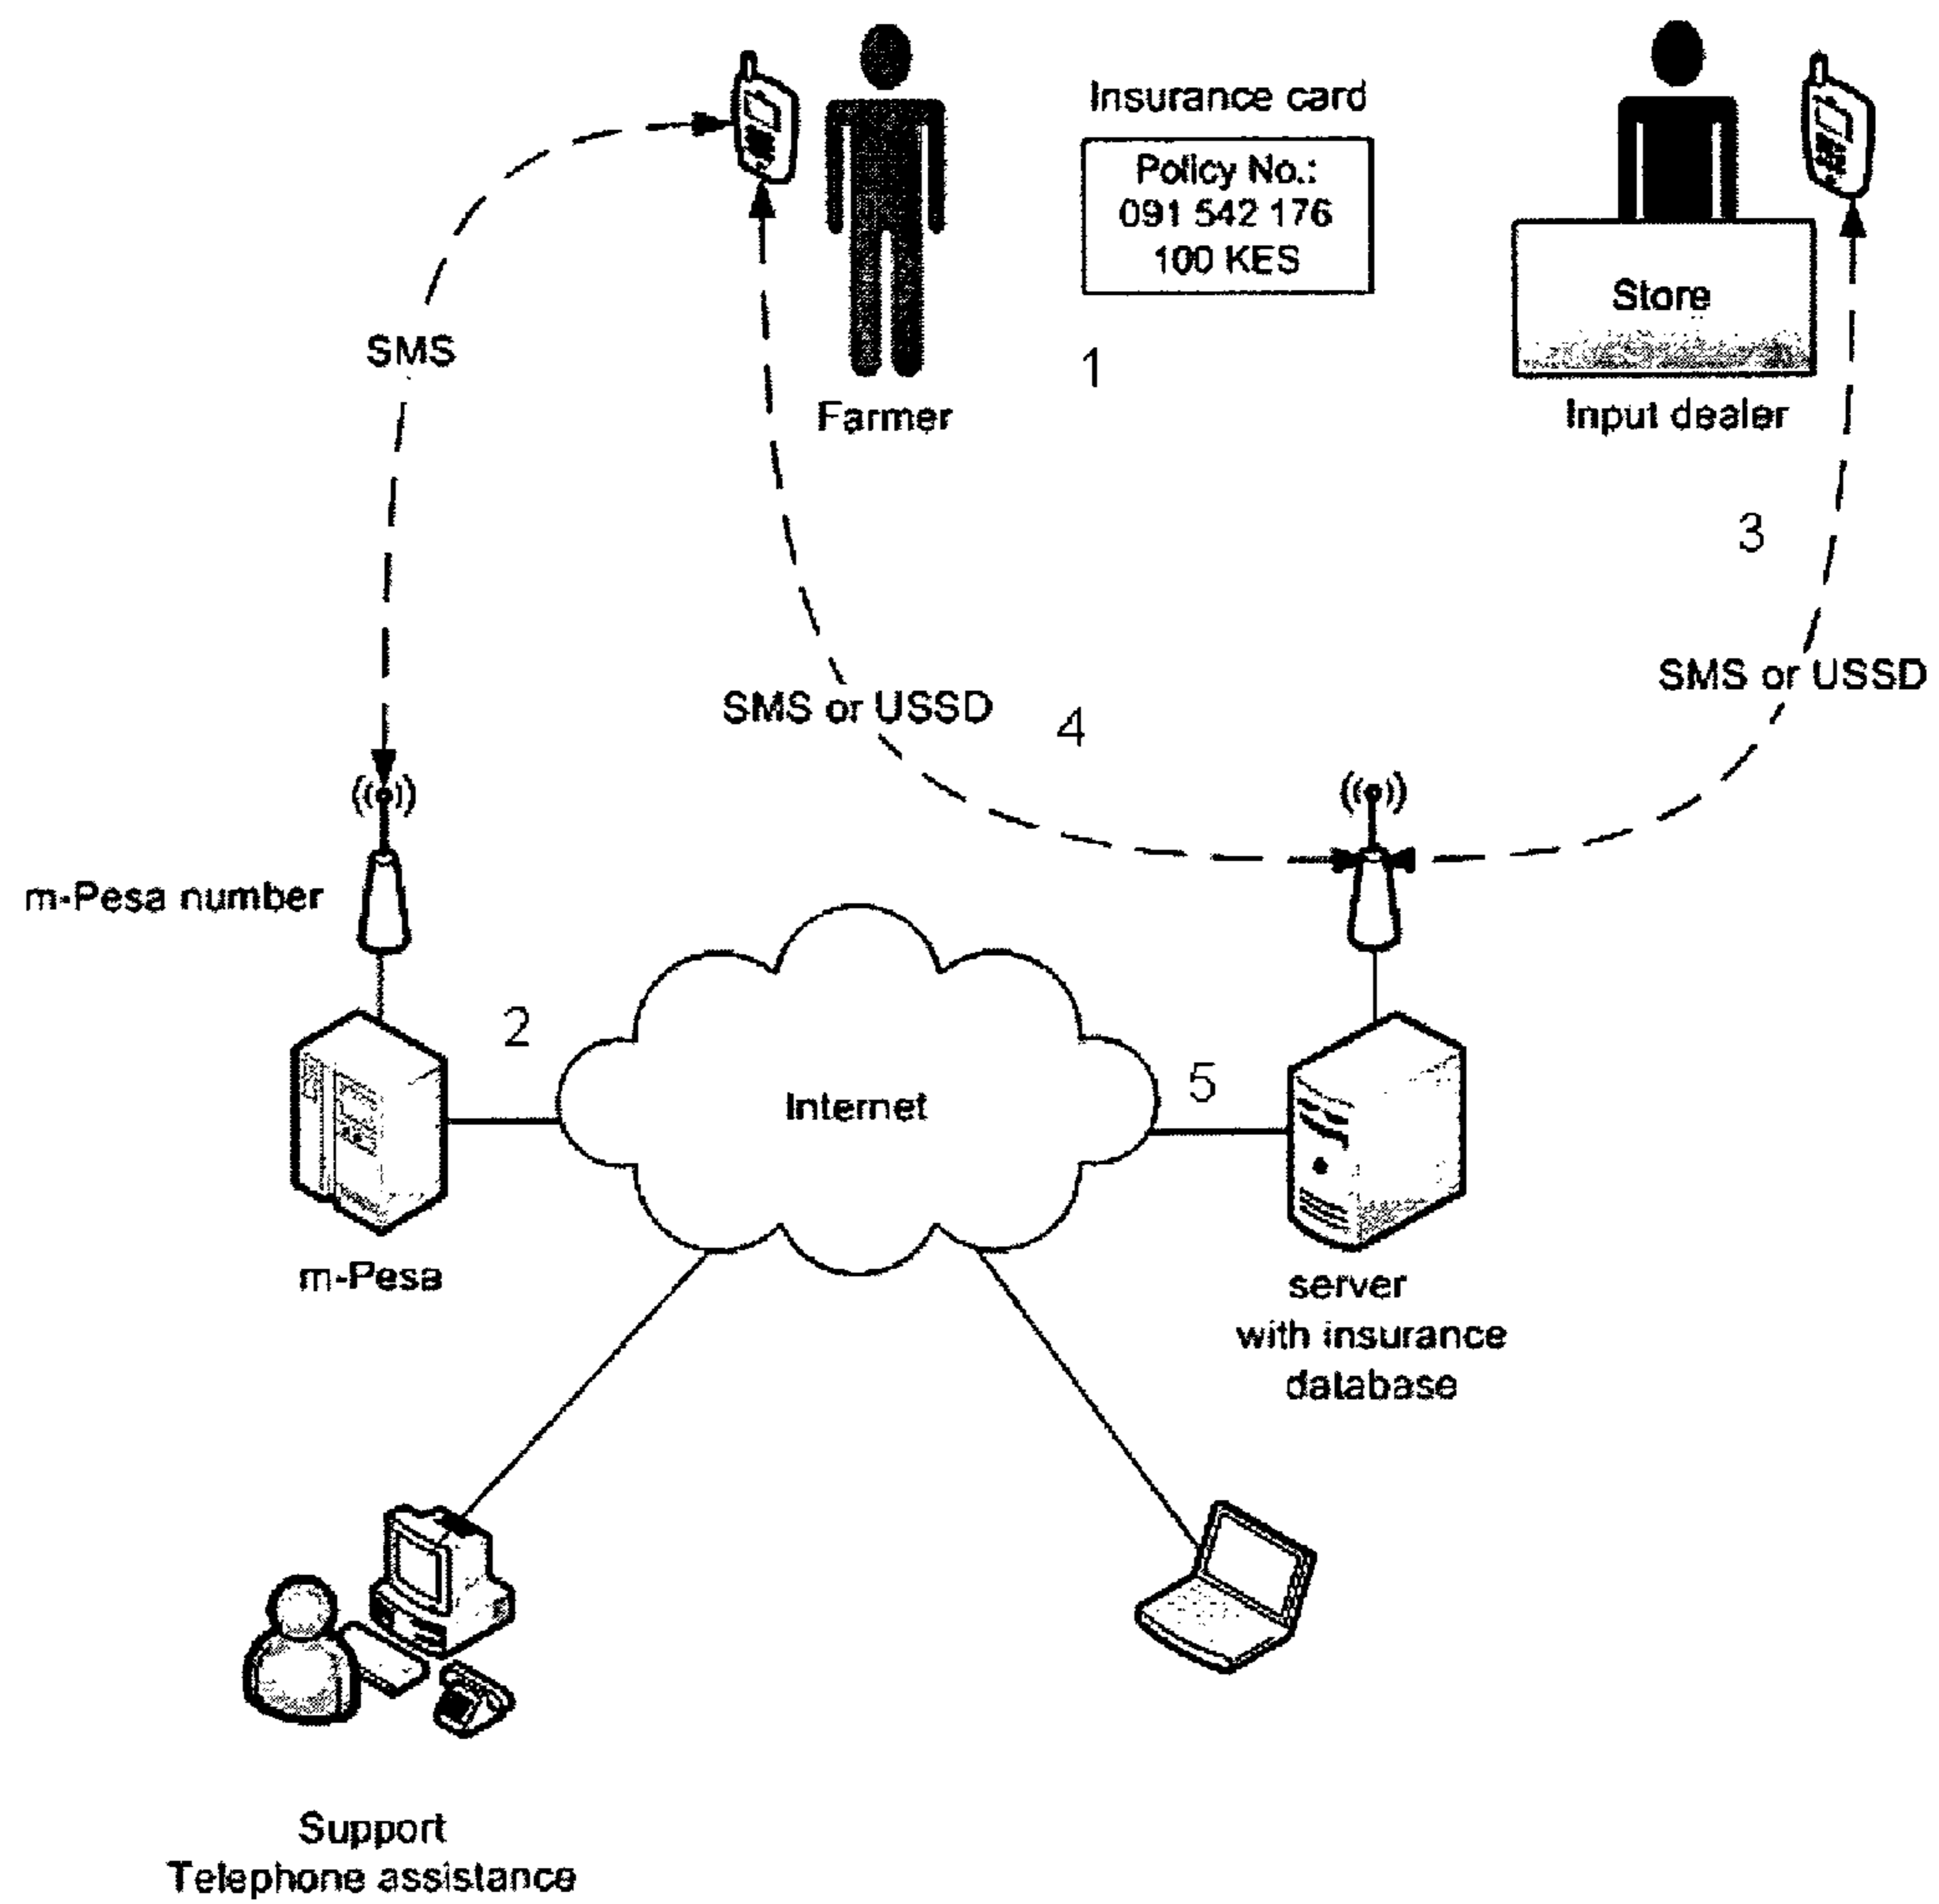 Insurance card
Policy No.:
091 542 176
100 KES
Store
SMS
1
Farmer
Input dealer
3
SMS or USSD
SMS or USSD
4
m-Pesa number
2
Internet
5
m-Pesa
server
with insurance
database
Support
Telephone assistance